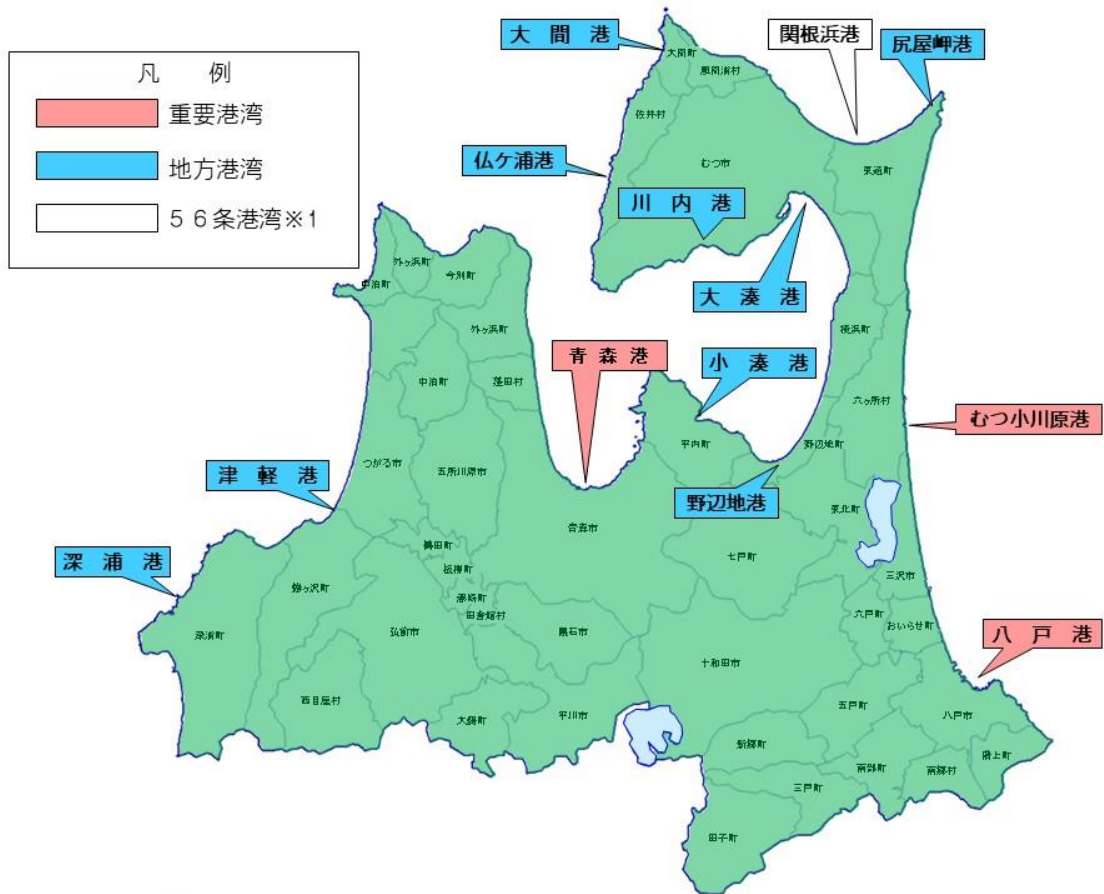 凡 例
重要港湾
地方港湾
５６条港湾※1
大間港
関根浜港
尻屋岬港
大間町
風間浦村
佐井村
仏ケ浦港
むつ市
東通村
川内港
大湊港
外ヶ浜町
今別町
中泊町
外ヶ浜町
横浜町
青森港
小湊港
中泊町
蓬田村
六ヶ所村
むつ小川原港
平内町
野辺地町
つがる市
五所川原市
津軽港
野辺地港
東北町
青森市
七戸町
深浦港
鶴田町
板柳町
鰺ヶ沢町
藤崎町
田舎館村
三沢市
六戸町
おいらせ町
深浦町
弘前市
黒石市
八戸港
十和田市
西目屋村
大鰐町
平川市
五戸町
八戸市
新郷町
南部町
南郷村
階上町
三戸町
田子町